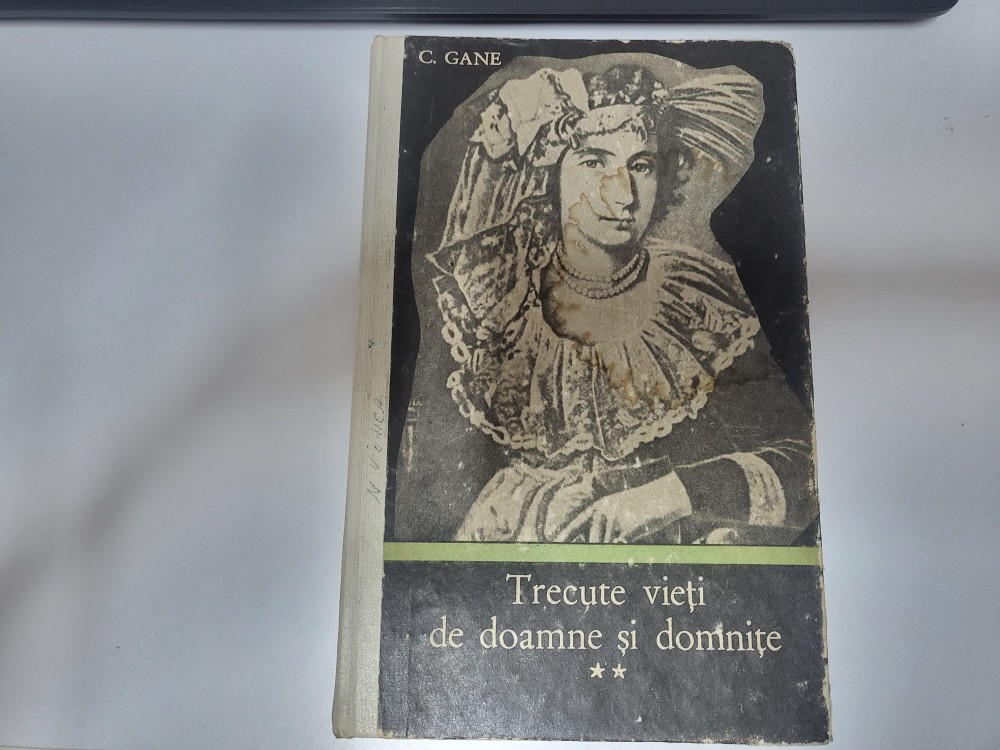 C. GANE
Trecute vieți
de doamne și domnițe
★★